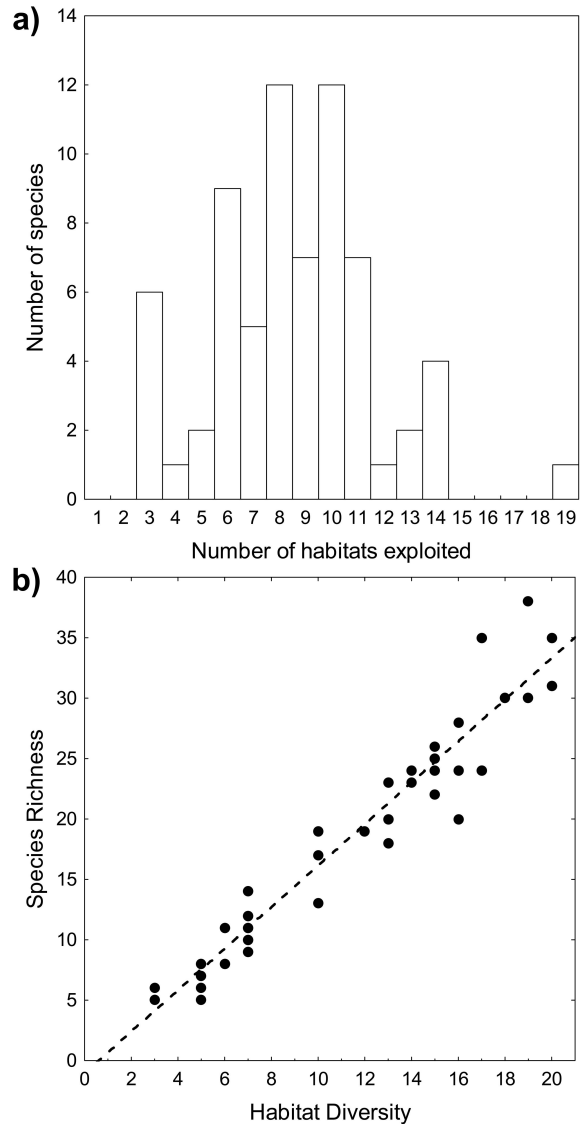 a)
14
12
10
8
6
4
2
0
Number of species
1 2 3 4 5 6 7 8 9 10 11 12 13 14 15 16 17 18 19
Number of habitats exploited
b)
40
35
30
25
20
15
10
5
0
Species Richness
0 2 4 6 8 10 12 14 16 18 20
Habitat Diversity